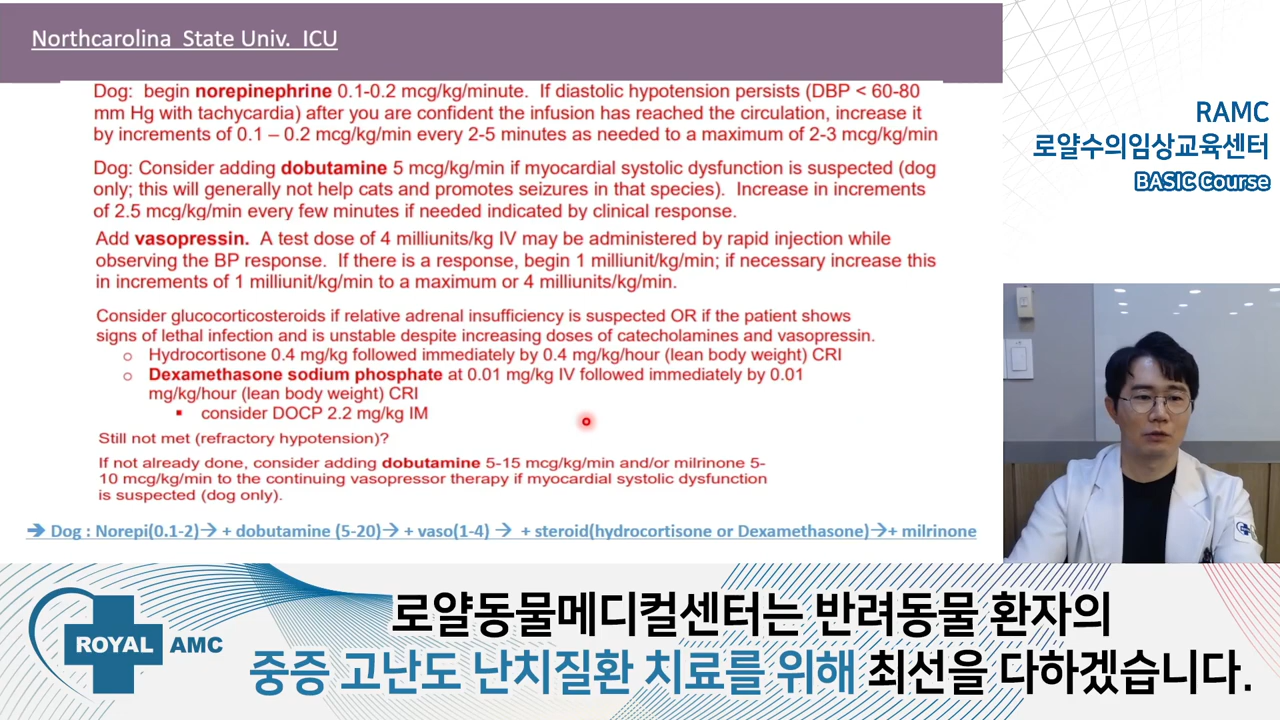 Northcarolina State Univ. ICU
Dog: begin norepinephrine 0.1-0.2 mcg/kg/minute. If diastolic hypotension persists (DBP < 60-80
mm Hg with tachycardia) after you are confident the infusion has reached the circulation, increase it
by increments of 0.1 – 0.2 mcg/kg/min every 2-5 minutes as needed to a maximum of 2-3 mcg/kg/min
Dog: Consider adding dobutamine 5 mcg/kg/min if myocardial systolic dysfunction is suspected (dog
only; this will generally not help cats and promotes seizures in that species). Increase in increments
of 2.5 mcg/kg/min every few minutes if needed indicated by clinical response.
Add vasopressin. A test dose of 4 milliunits/kg IV may be administered by rapid injection while
observing the BP response. If there is a response, begin 1 milliunit/kg/min; if necessary increase this
in increments of 1 milliunit/kg/min to a maximum or 4 milliunits/kg/min.
Consider glucocorticosteroids if relative adrenal insufficiency is suspected OR if the patient shows
signs of lethal infection and is unstable despite increasing doses of catecholamines and vasopressin.
o Hydrocortisone 0.4 mg/kg followed immediately by 0.4 mg/kg/hour (lean body weight) CRI
o Dexamethasone sodium phosphate at 0.01 mg/kg IV followed immediately by 0.01
mg/kg/hour (lean body weight) CRI
▪ consider DOCP 2.2 mg/kg IM
Still not met (refractory hypotension)?
If not already done, consider adding dobutamine 5-15 mcg/kg/min and/or milrinone 5-
10 mcg/kg/min to the continuing vasopressor therapy if myocardial systolic dysfunction
is suspected (dog only).
➔ Dog : Norepi(0.1-2)→ + dobutamine (5-20)→ + vaso(1-4) → + steroid(hydrocortisone or Dexamethasone)→+ milrinone
RAMC
로얄수의임상교육센터
BASIC Course
ROYAL AMC
로얄동물메디컬센터는 반려동물 환자의
중증 고난도 난치질환 치료를 위해 최선을 다하겠습니다.